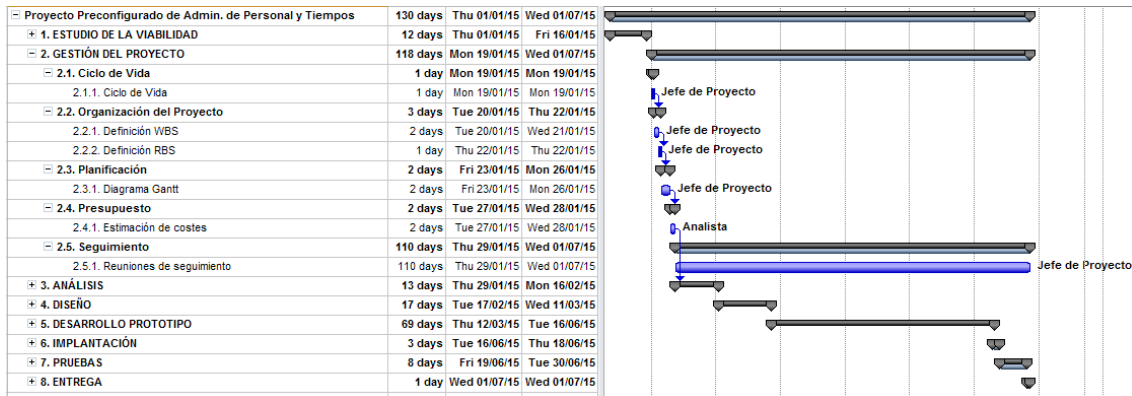 Proyecto Preconfigurado de Admin. de Personal y Tiempos 130 days Thu 01/01/15 Wed 01/07/15
1. ESTUDIO DE LA VIABILIDAD 12 days Thu 01/01/15 Fri 16/01/15
2. GESTIÓN DEL PROYECTO 118 days Mon 19/01/15 Wed 01/07/15
2.1. Ciclo de Vida 1 day Mon 19/01/15 Mon 19/01/15
2.1.1. Ciclo de Vida 1 day Mon 19/01/15 Mon 19/01/15 Jefe de Proyecto
2.2. Organización del Proyecto 3 days Tue 20/01/15 Thu 22/01/15
2.2.1. Definición WBS 2 days Tue 20/01/15 Wed 21/01/15 Jefe de Proyecto
2.2.2. Definición RBS 1 day Thu 22/01/15 Thu 22/01/15 Jefe de Proyecto
2.3. Planificación 2 days Fri 23/01/15 Mon 26/01/15
2.3.1. Diagrama Gantt 2 days Fri 23/01/15 Mon 26/01/15 Jefe de Proyecto
2.4. Presupuesto 2 days Tue 27/01/15 Wed 28/01/15
2.4.1. Estimación de costes 2 days Tue 27/01/15 Wed 28/01/15 Analista
2.5. Seguimiento 110 days Thu 29/01/15 Wed 01/07/15
2.5.1. Reuniones de seguimiento 110 days Thu 29/01/15 Wed 01/07/15 Jefe de Proyecto
3. ANÁLISIS 13 days Thu 29/01/15 Mon 16/02/15
4. DISEÑO 17 days Tue 17/02/15 Wed 11/03/15
5. DESARROLLO PROTOTIPO 69 days Thu 12/03/15 Tue 16/06/15
6. IMPLANTACIÓN 3 days Tue 16/06/15 Thu 18/06/15
7. PRUEBAS 8 days Fri 19/06/15 Tue 30/06/15
8. ENTREGA 1 day Wed 01/07/15 Wed 01/07/15